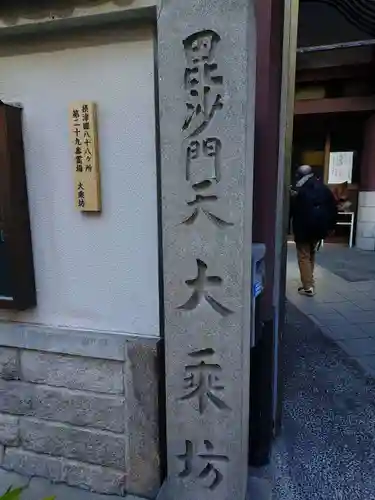 毘沙門天 大乗坊
摂津國八十八ヶ所
第二十九番霊場 大乗坊